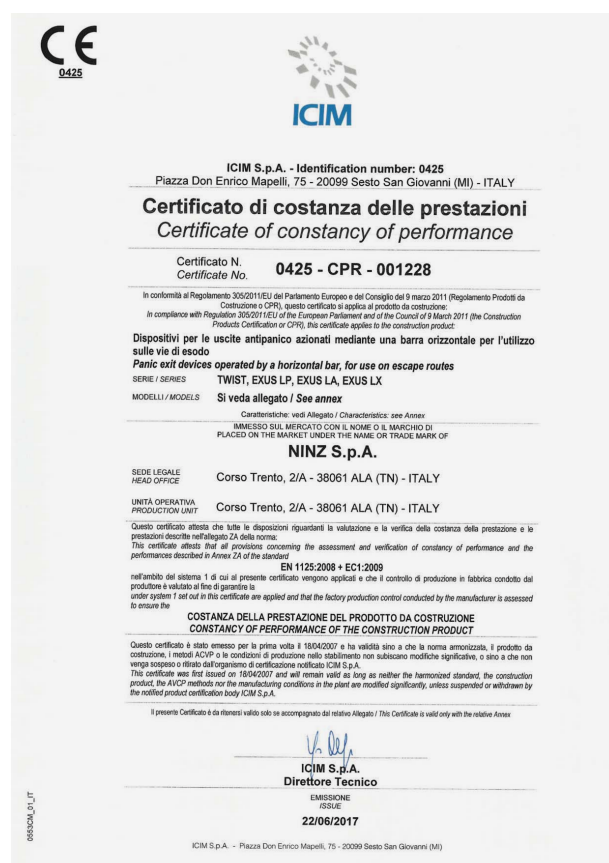 CE
0425
ICIM
ICIM S.p.A. - Identification number: 0425
Piazza Don Enrico Mapelli, 75 - 20099 Sesto San Giovanni (MI) - ITALY
Certificato di costanza delle prestazioni
Certificate of constancy of performance
Certificato N.
Certificate No.
0425 - CPR - 001228
In conformità al Regolamento 305/2011/EU del Parlamento Europeo e del Consiglio del 9 marzo 2011 (Regolamento Prodotti da
Costruzione o CPR), questo certificato si applica al prodotto da costruzione:
In compliance with Regulation 305/2011/EU of the European Parliament and of the Council of 9 March 2011 (the Construction
Products Certification or CPR), this certificate applies to the construction product:
Dispositivi per le uscite antipanico azionati mediante una barra orizzontale per l'utilizzo
sulle vie di esodo
Panic exit devices operated by a horizontal bar, for use on escape routes
SERIE / SERIES TWIST, EXUS LP, EXUS LA, EXUS LX
MODELLI / MODELS Si veda allegato / See annex
Caratteristiche: vedi Allegato / Characteristics: see Annex
IMMESSO SUL MERCATO CON IL NOME O IL MARCHIO DI
PLACED ON THE MARKET UNDER THE NAME OR TRADE MARK OF
NINZ S.p.A.
SEDE LEGALE
HEAD OFFICE
Corso Trento, 2/A - 38061 ALA (TN) - ITALY
UNITÀ OPERATIVA
PRODUCTION UNIT
Corso Trento, 2/A - 38061 ALA (TN) - ITALY
Questo certificato attesta che tutte le disposizioni riguardanti la valutazione e la verifica della costanza della prestazione e le
prestazioni descritte nell'allegato ZA della norma:
This certificate attests that all provisions concerning the assessment and verification of constancy of performance and the
performances described in Annex ZA of the standard
EN 1125:2008 + EC1:2009
nell'ambito del sistema 1 di cui al presente certificato vengono applicati e che il controllo di produzione in fabbrica condotto dal
produttore è valutato al fine di garantire la
under system 1 set out in this certificate are applied and that the factory production control conducted by the manufacturer is assessed
to ensure the
COSTANZA DELLA PRESTAZIONE DEL PRODOTTO DA COSTRUZIONE
CONSTANCY OF PERFORMANCE OF THE CONSTRUCTION PRODUCT
Questo certificato è stato emesso per la prima volta il 18/04/2007 e ha validità sino a che la norma armonizzata, il prodotto da
costruzione, i metodi ACVP o le condizioni di produzione nello stabilimento non subiscano modifiche significative, o sino a che non
venga sospeso o ritirato dall'organismo di certificazione notificato ICIM S.p.A.
This certificate was first issued on 18/04/2007 and will remain valid as long as neither the harmonized standard, the construction
product, the AVCP methods nor the manufacturing conditions in the plant are modified significantly, unless suspended or withdrawn by
the notified product certification body ICIM S.p.A.
Il presente Certificato è da ritenersi valido solo se accompagnato dal relativo Allegato / This Certificate is valid only with the relative Annex
ICIM S.p.A.
Direttore Tecnico
EMISSIONE
ISSUE
22/06/2017
0553CM_01_IT
ICIM S.p.A. - Piazza Don Enrico Mapelli, 75 - 20099 Sesto San Giovanni (MI)